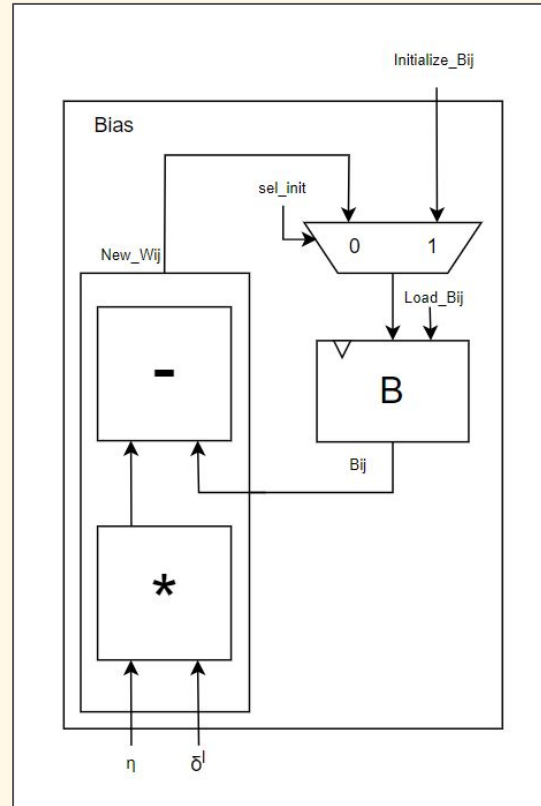 Initialize_Bij
Bias
sel_init
0 1
New_Wij
Load_Bij
-
B
Bij
*
η δˡ